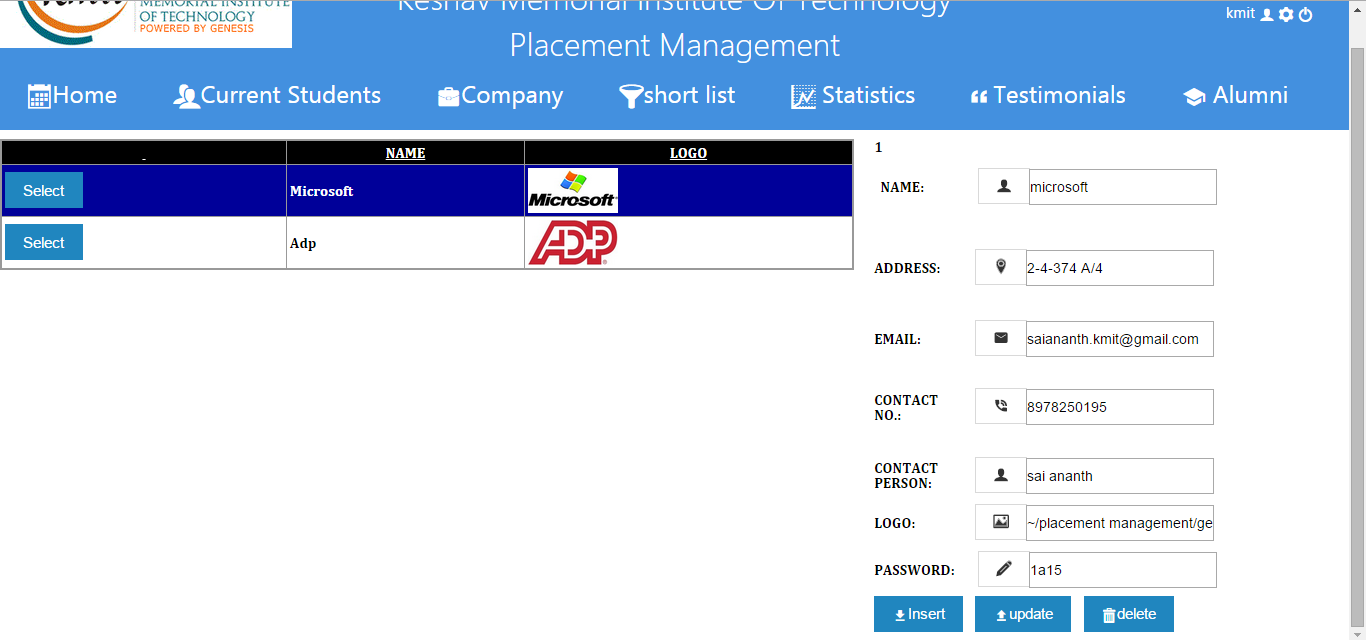 MEMORIAL INSTITUTE
OF TECHNOLOGY
POWERED BY GENESIS
Keshav Memorial Institute Of Technology
Placement Management
kmit
Home Current Students Company short list Statistics Testimonials Alumni
NAME LOGO
Select Microsoft Microsoft
Select Adp ADP
1
NAME: microsoft
ADDRESS: 2-4-374 A/4
EMAIL: saiananth.kmit@gmail.com
CONTACT
NO.: 8978250195
CONTACT
PERSON: sai ananth
LOGO: ~/placement management/ge
PASSWORD: 1a15
Insert update delete